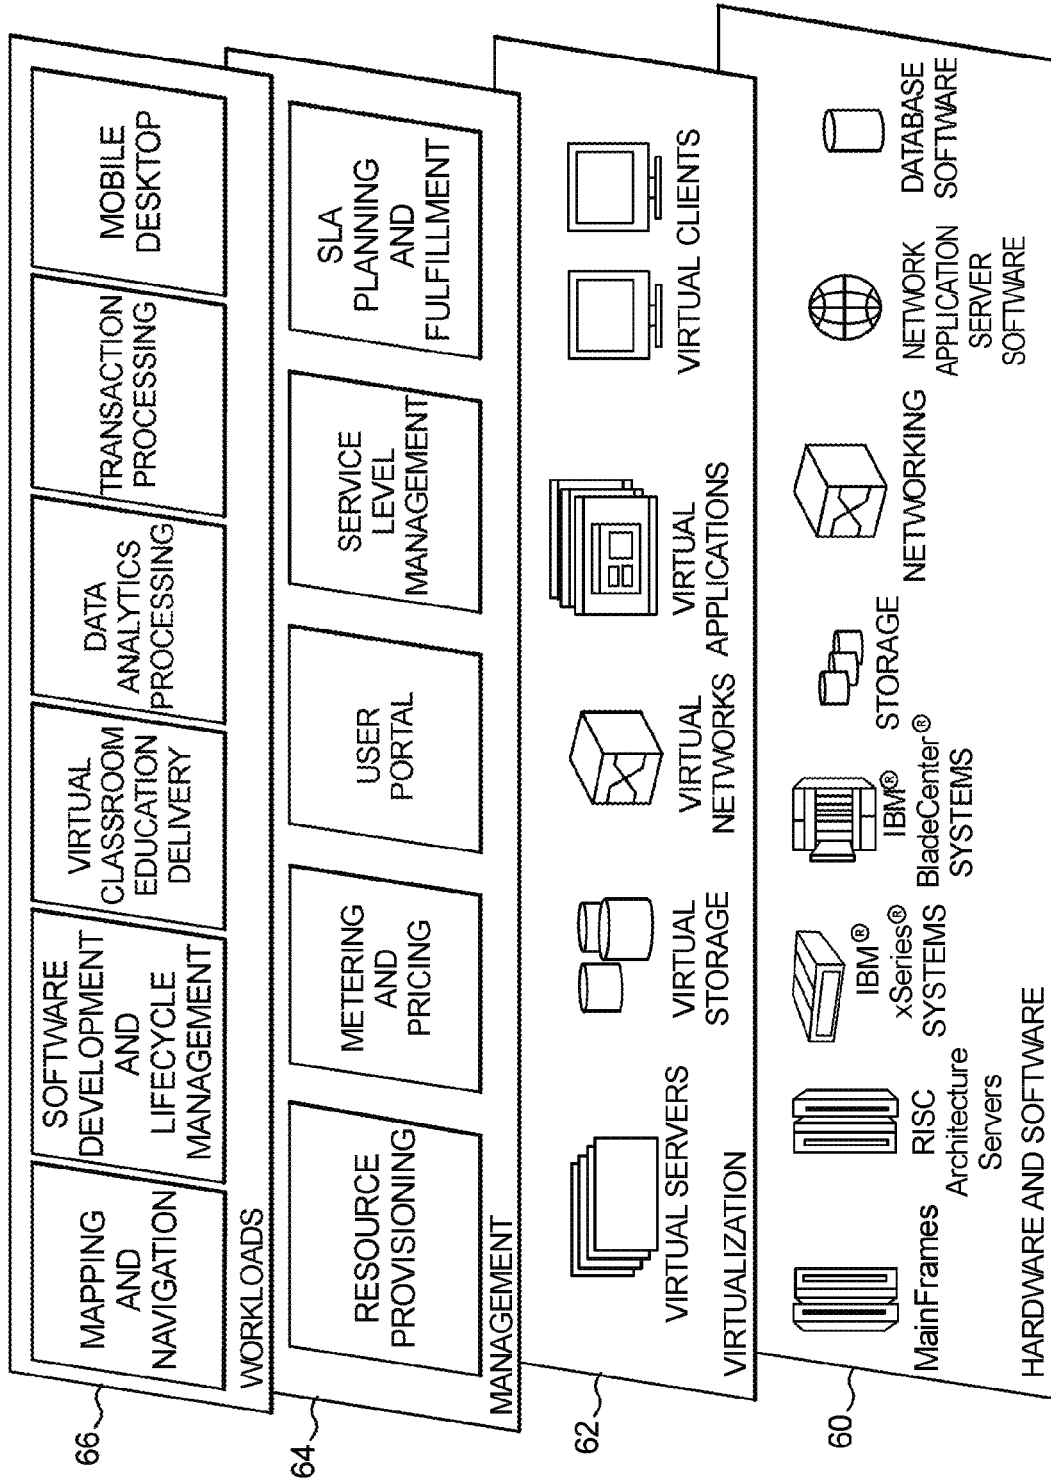 66
MAPPING
AND
NAVIGATION
SOFTWARE
DEVELOPMENT
AND
LIFECYCLE
MANAGEMENT
VIRTUAL
CLASSROOM
EDUCATION
DELIVERY
DATA
ANALYTICS
PROCESSING
TRANSACTION
PROCESSING
MOBILE
DESKTOP
WORKLOADS
64
RESOURCE
PROVISIONING
METERING
AND
PRICING
USER
PORTAL
SERVICE
LEVEL
MANAGEMENT
SLA
PLANNING
AND
FULFILLMENT
MANAGEMENT
62
VIRTUAL SERVERS
VIRTUAL
STORAGE
VIRTUAL
NETWORKS
VIRTUAL
APPLICATIONS
VIRTUAL CLIENTS
VIRTUALIZATION
60
MainFrames
RISC
Architecture
Servers
IBM®
xSeries®
SYSTEMS
IBM®
BladeCenter®
SYSTEMS
STORAGE
NETWORKING
NETWORK
APPLICATION
SERVER
SOFTWARE
DATABASE
SOFTWARE
HARDWARE AND SOFTWARE